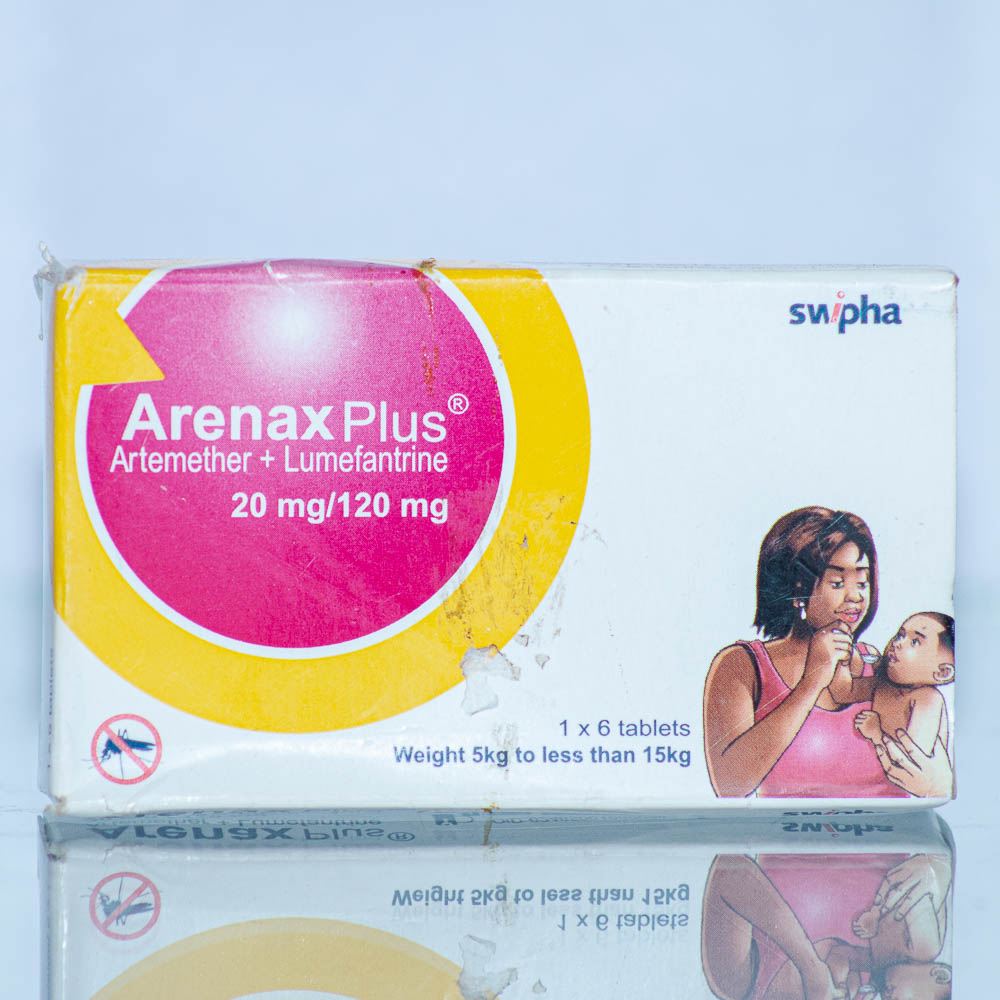 swipha
Arenax Plus®
Artemether + Lumefantrine
20 mg/120 mg
1 x 6 tablets
Weight 5kg to less than 15kg